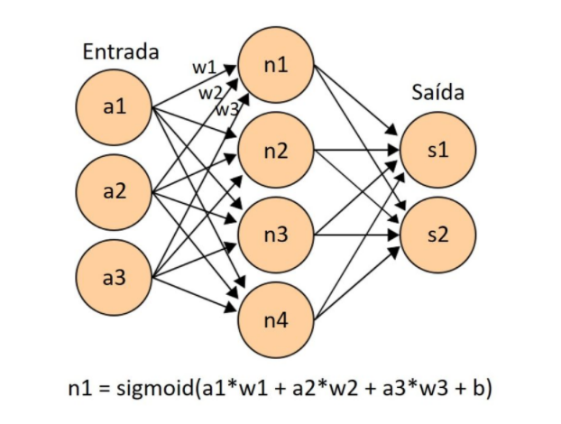 Entrada
Saída
a1
a2
a3
w1
w2
w3
n1
n2
n3
n4
s1
s2
n1 = sigmoid(a1*w1 + a2*w2 + a3*w3 + b)